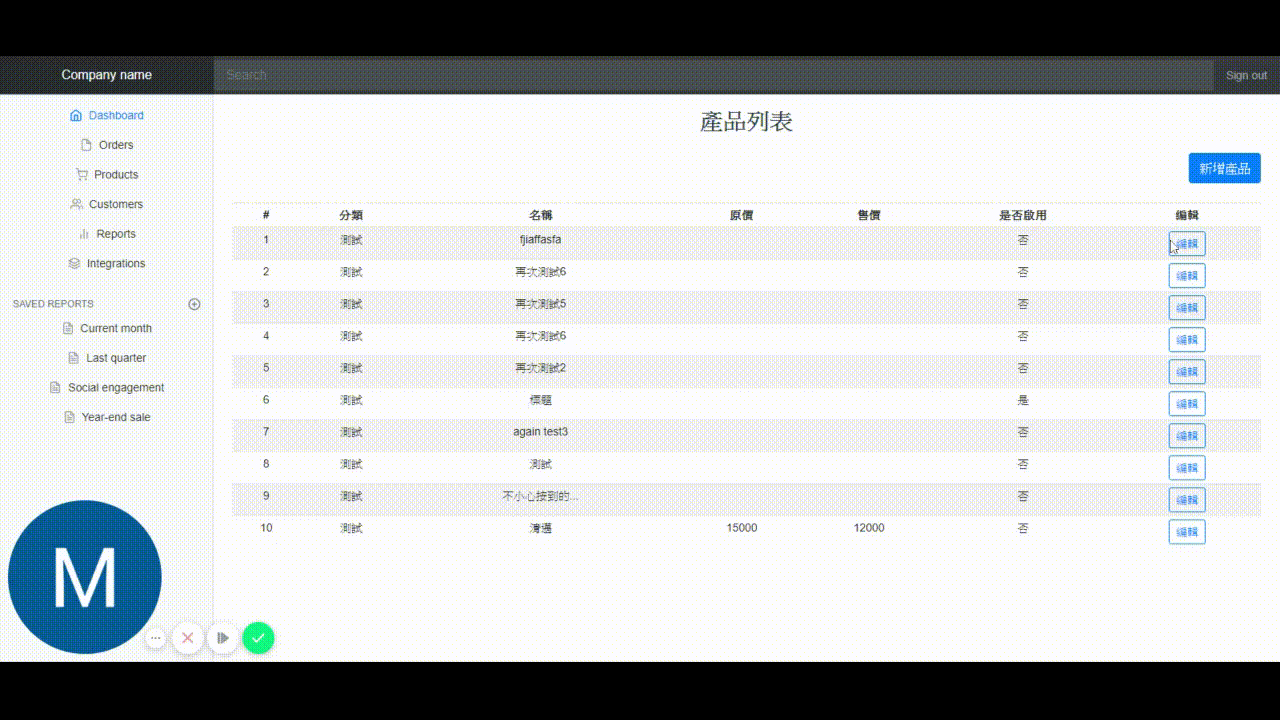 Company name
Search
Sign out
Dashboard
Orders
Products
Customers
Reports
Integrations
SAVED REPORTS
Current month
Last quarter
Social engagement
Year-end sale
產品列表
新增產品
# 分類 名稱 原價 售價 是否啟用 編輯
1 測試 fjiaffasfa 否 編輯
2 測試 再次測試6 否 編輯
3 測試 再次測試5 否 編輯
4 測試 再次測試6 否 編輯
5 測試 再次測試2 否 編輯
6 測試 標題 是 編輯
7 測試 again test3 否 編輯
8 測試 測試 否 編輯
9 測試 不小心按到的... 否 編輯
10 測試 清邁 15000 12000 否 編輯
M